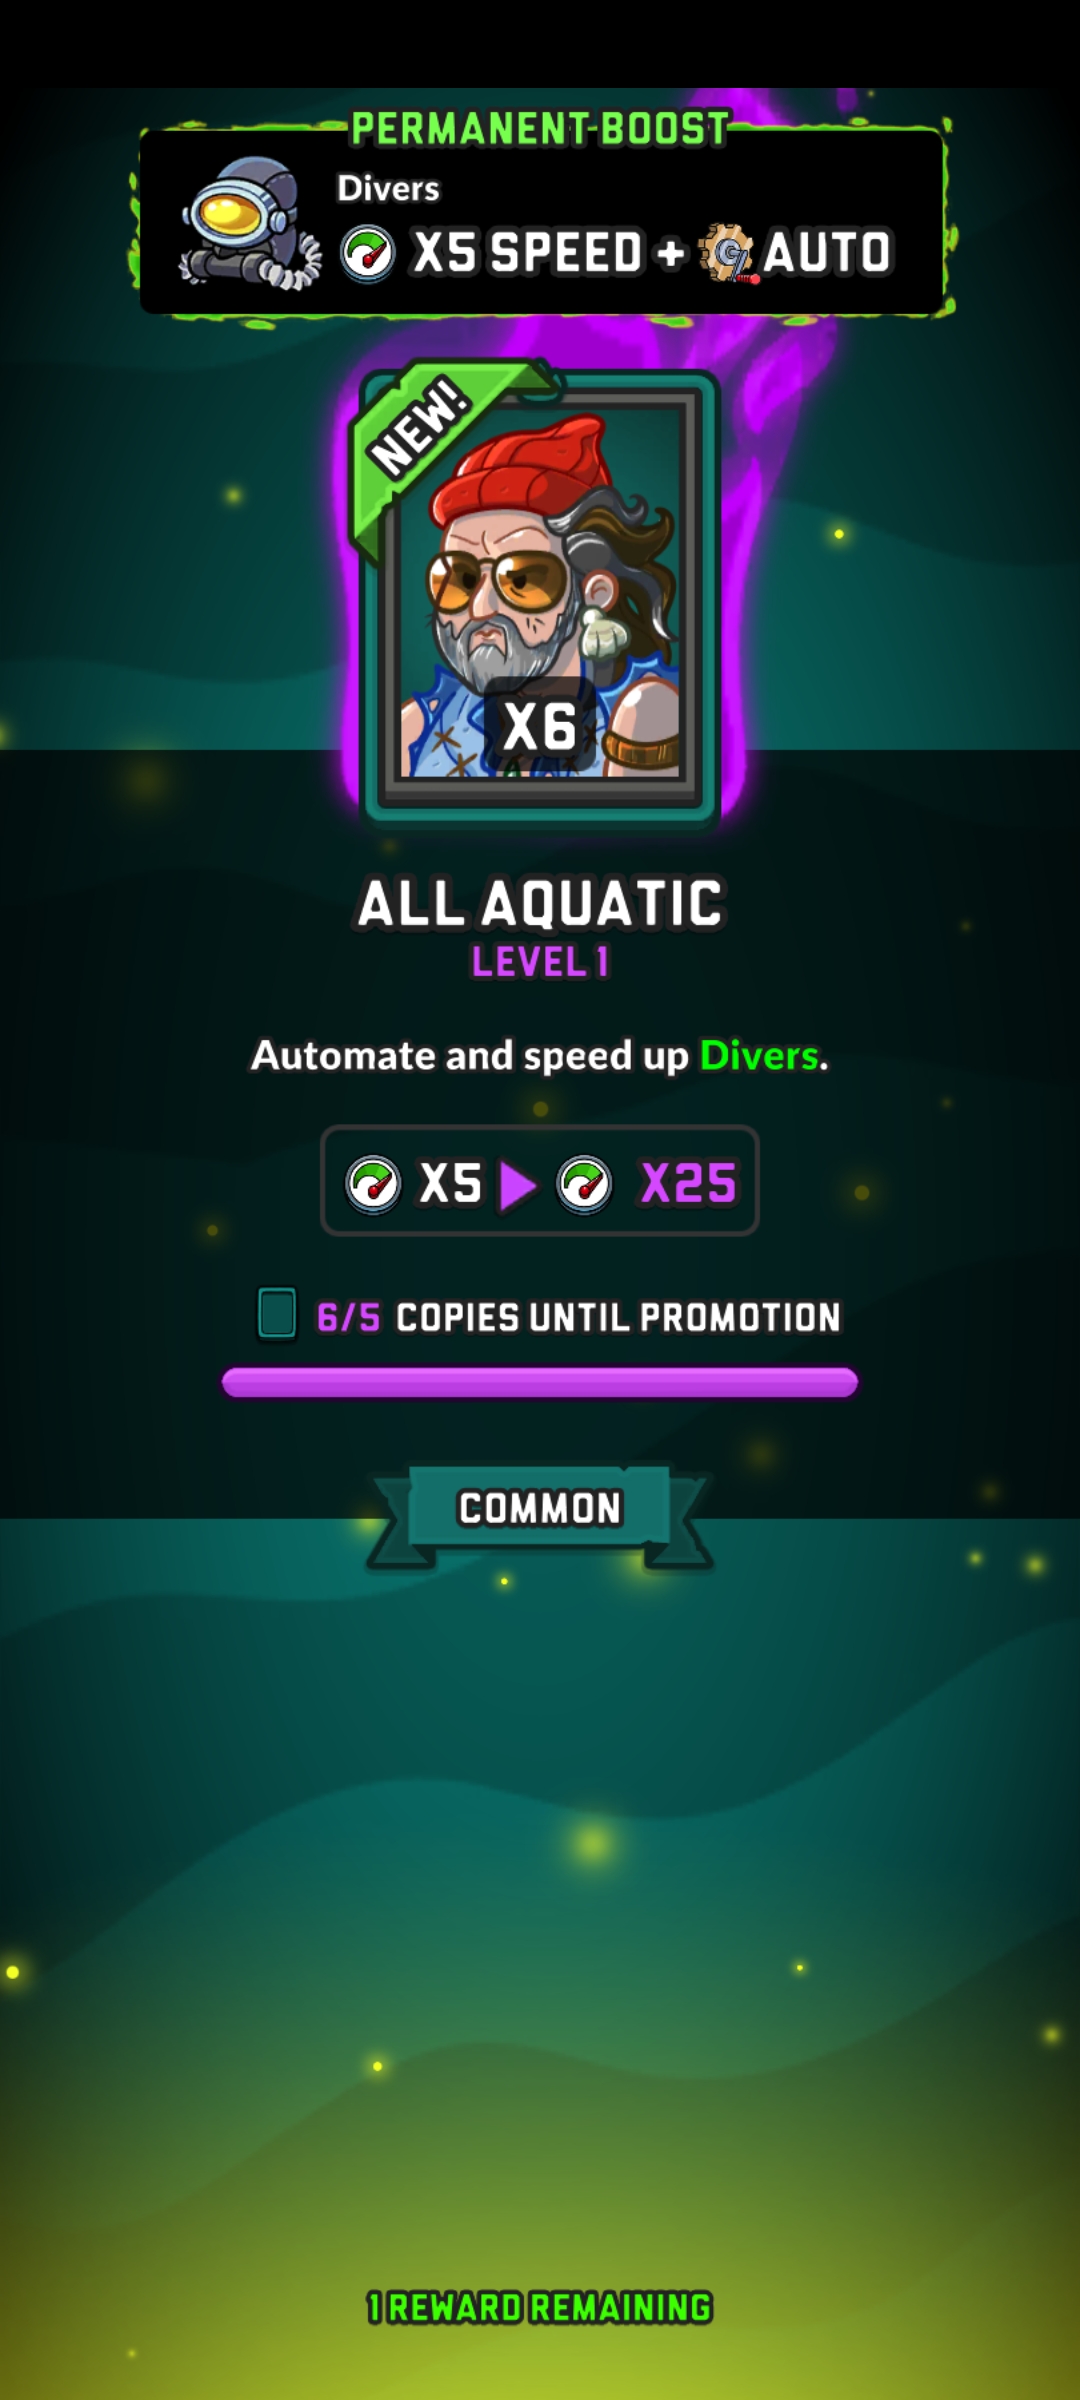 PERMANENT BOOST
Divers
X5 SPEED + AUTO
NEW!
X6
ALL AQUATIC
LEVEL 1
Automate and speed up Divers.
X5 X25
6/5 COPIES UNTIL PROMOTION
COMMON
1 REWARD REMAINING